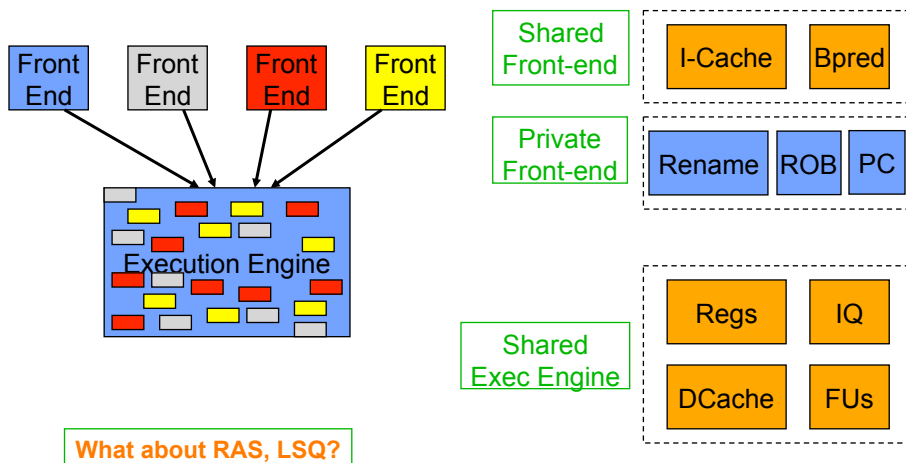 Front
End
Front
End
Front
End
Front
End
Execution Engine
What about RAS, LSQ?
Shared
Front-end
I-Cache
Bpred
Private
Front-end
Rename
ROB
PC
Shared
Exec Engine
Regs
IQ
DCache
FUs